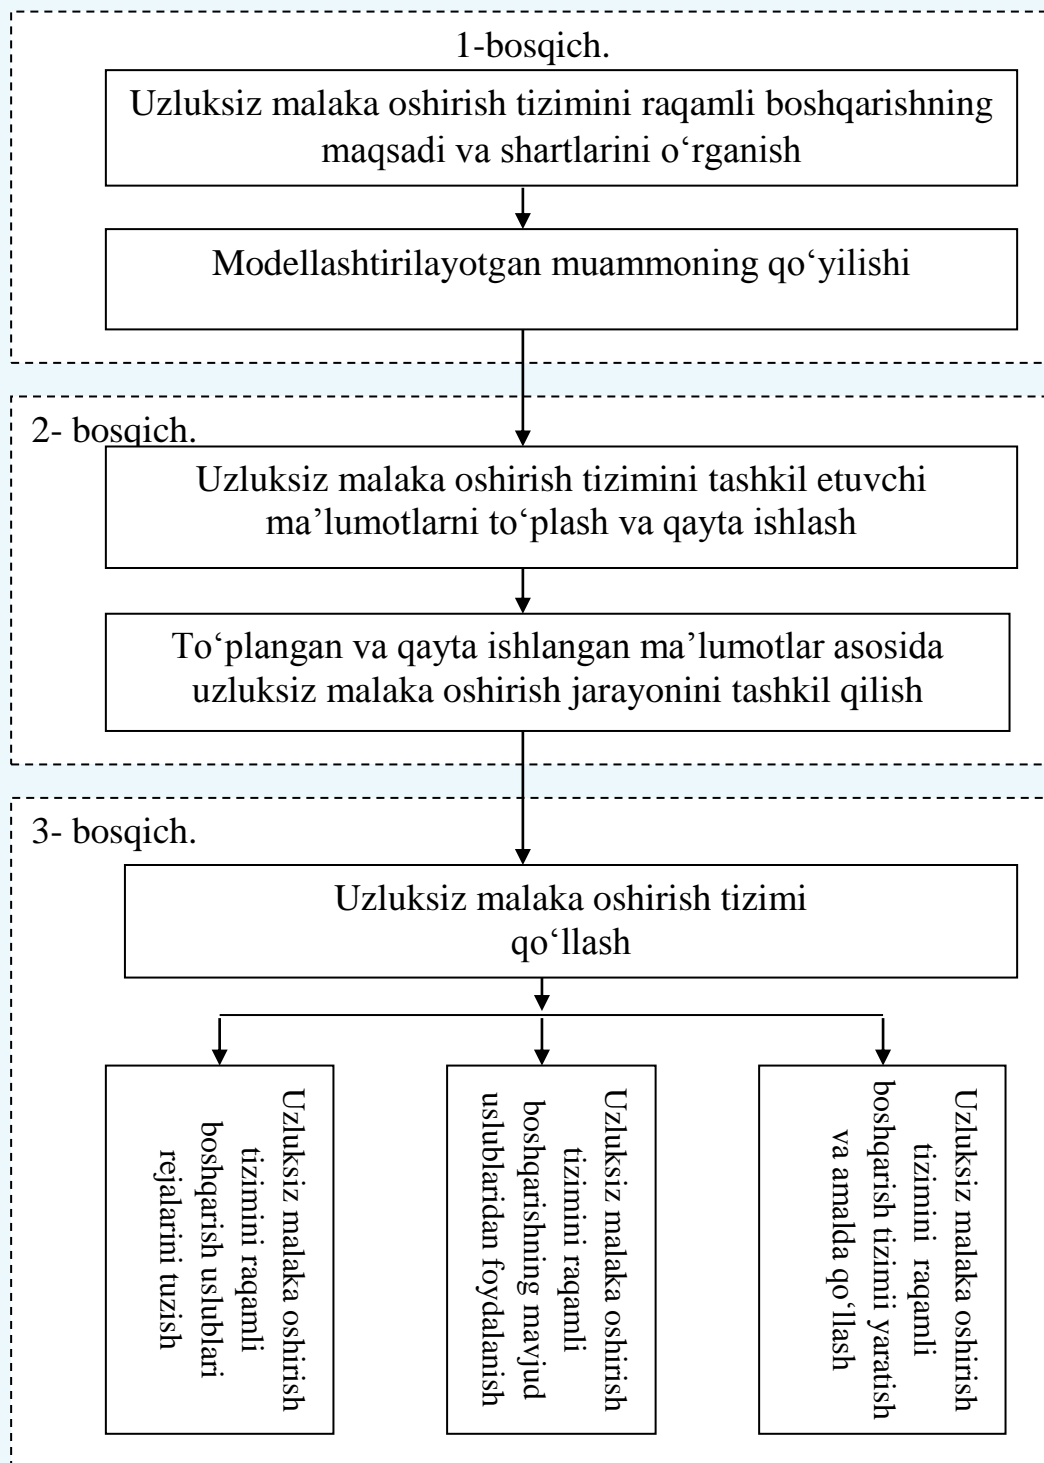 1-bosqich.
Uzluksiz malaka oshirish tizimini raqamli boshqarishning
maqsadi va shartlarini o‘rganish
Modellashtirilayotgan muammoning qo‘yilishi
2- bosqich.
Uzluksiz malaka oshirish tizimini tashkil etuvchi
ma’lumotlarni to‘plash va qayta ishlash
To‘plangan va qayta ishlangan ma’lumotlar asosida
uzluksiz malaka oshirish jarayonini tashkil qilish
3- bosqich.
Uzluksiz malaka oshirish tizimi
qo‘llash
Uzluksiz malaka oshirish
tizimini raqamli
boshqarish uslublari
rejalarini tuzish
Uzluksiz malaka oshirish
tizimini raqamli
boshqarishning mavjud
uslublaridan foydalanish
Uzluksiz malaka oshirish
tizimini raqamli
boshqarish tizimii yaratish
va amalda qo‘llash